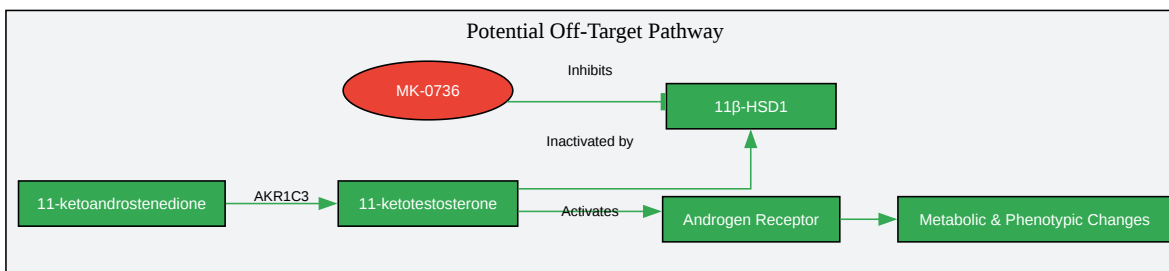 Potential Off-Target Pathway
Inhibits
MK-0736
11β-HSD1
Inactivated by
11-ketoandrostenedione
AKR1C3
11-ketotestosterone
Activates
Androgen Receptor
Metabolic & Phenotypic Changes